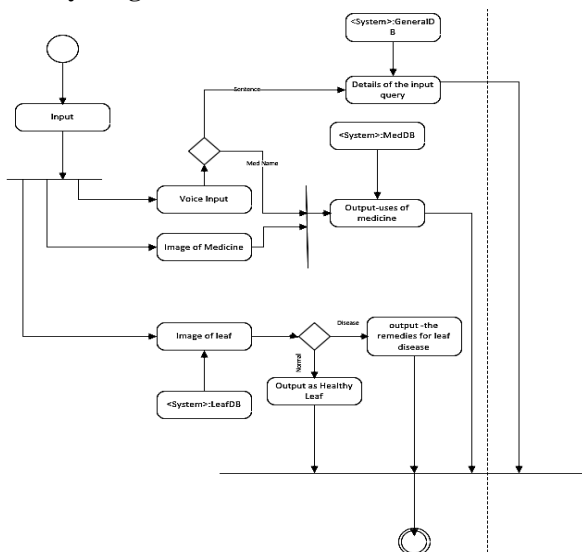 <System>:GeneralD
B
Details of the input
query
Sentence
<System>:MedDB
Input
Med Name
Voice Input
Output-uses of
medicine
Image of Medicine
Image of leaf
Disease
output -the
remedies for leaf
disease
Normal
Output as Healthy
Leaf
<System>:LeafDB